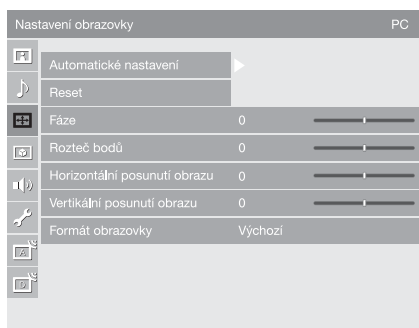 Nastavení obrazovky PC
Automatické nastavení
Reset
Fáze 0
Rozteč bodů 0
Horizontální posunutí obrazu 0
Vertikální posunutí obrazu 0
Formát obrazovky Výchozí
A
D